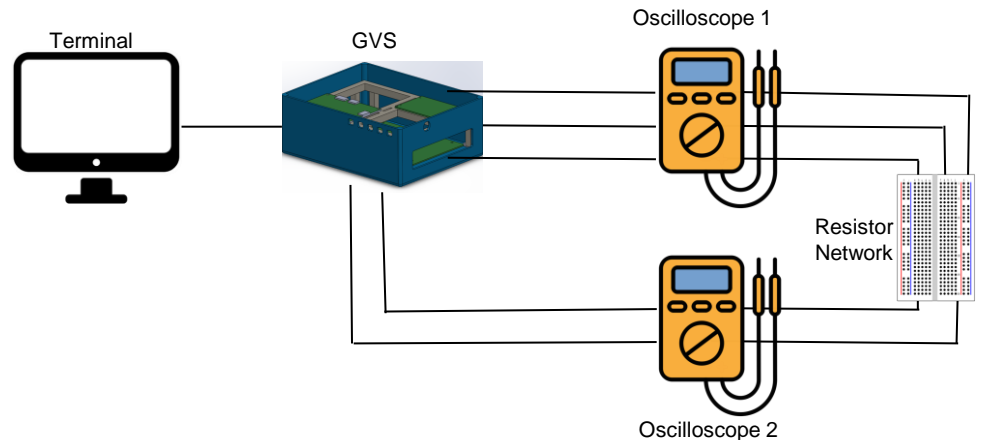 Oscilloscope 1
Terminal
GVS
Resistor
Network
Oscilloscope 2